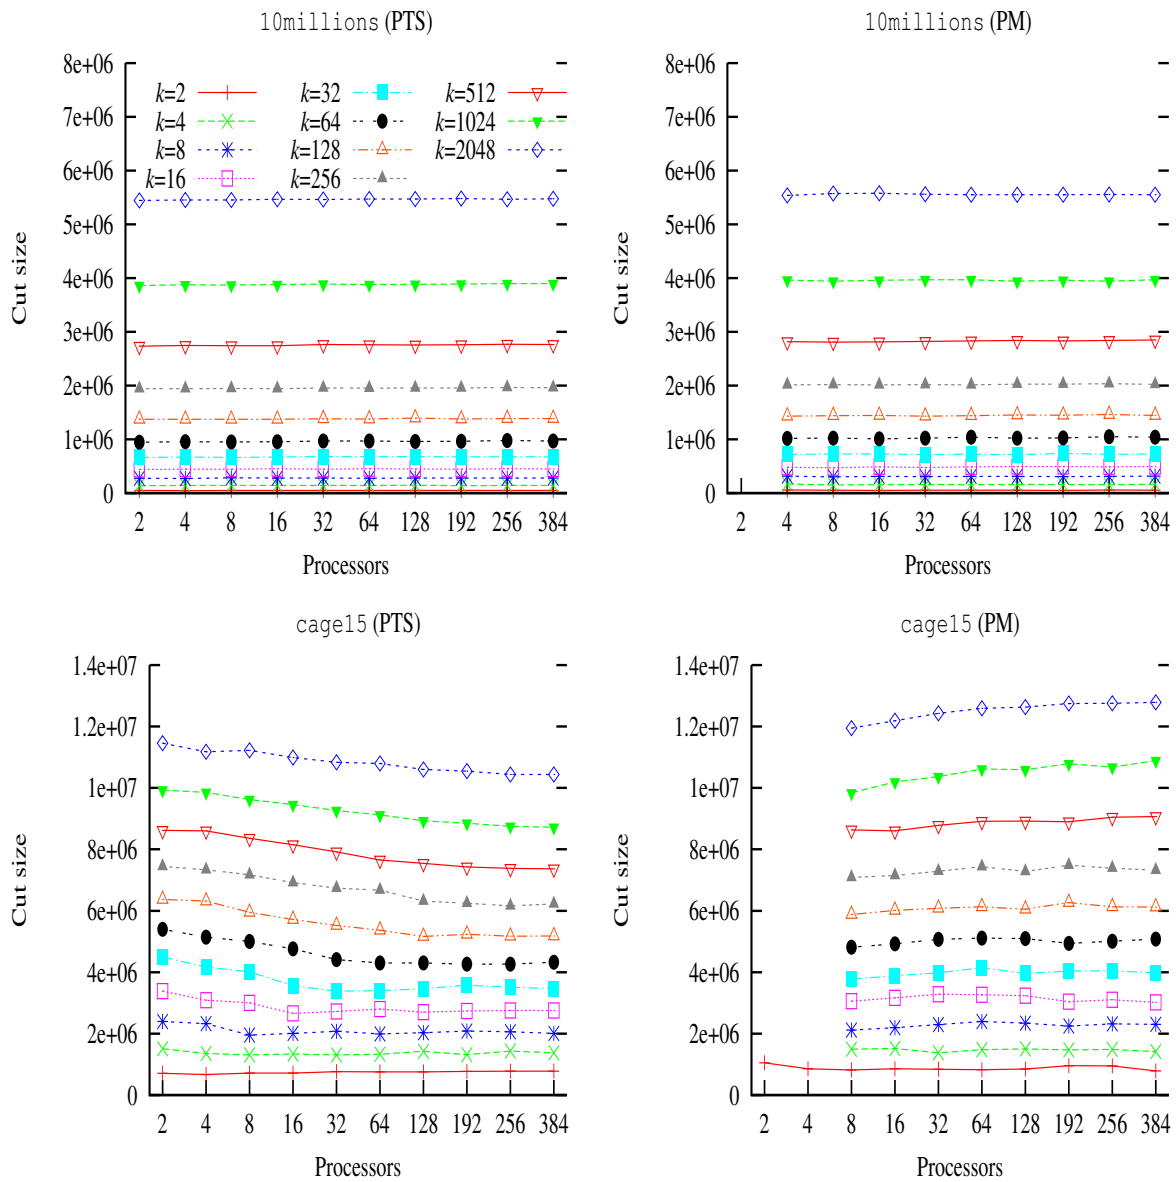 10millions (PTS)
8e+06
7e+06
6e+06
5e+06
4e+06
3e+06
2e+06
1e+06
0
Cut size
k=2
k=4
k=8
k=16
k=32
k=64
k=128
k=256
k=512
k=1024
k=2048
2 4 8 16 32 64 128 192 256 384
Processors
10millions (PM)
8e+06
7e+06
6e+06
5e+06
4e+06
3e+06
2e+06
1e+06
0
Cut size
2 4 8 16 32 64 128 192 256 384
Processors
cage15 (PTS)
1.4e+07
1.2e+07
1e+07
8e+06
6e+06
4e+06
2e+06
0
Cut size
2 4 8 16 32 64 128 192 256 384
Processors
cage15 (PM)
1.4e+07
1.2e+07
1e+07
8e+06
6e+06
4e+06
2e+06
0
Cut size
2 4 8 16 32 64 128 192 256 384
Processors